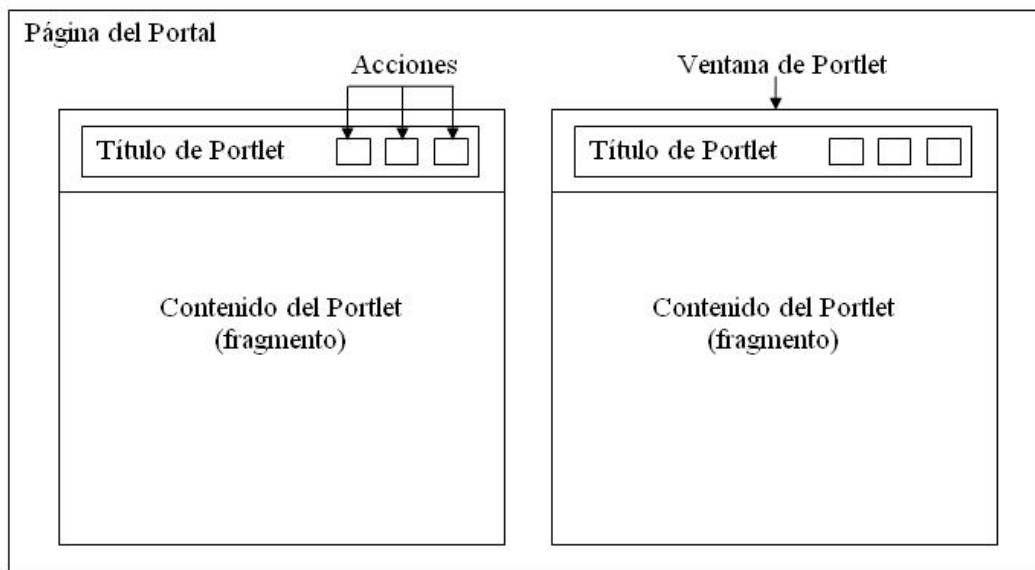 Página del Portal
Acciones
Ventana de Portlet
Título de Portlet
Título de Portlet
Contenido del Portlet
(fragmento)
Contenido del Portlet
(fragmento)